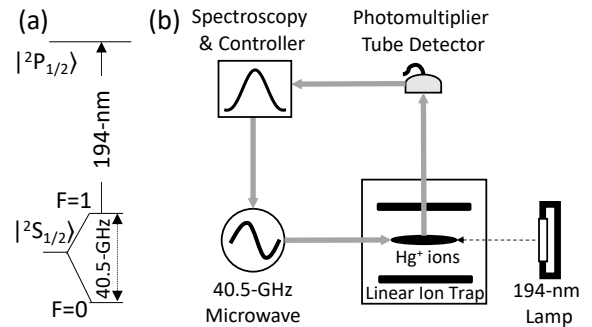 (a)
|²P₁/₂⟩
194-nm
F=1
|²S₁/₂⟩
40.5-GHz
F=0
(b)
Spectroscopy
& Controller
Photomultiplier
Tube Detector
40.5-GHz
Microwave
Hg⁺ ions
Linear Ion Trap
194-nm
Lamp